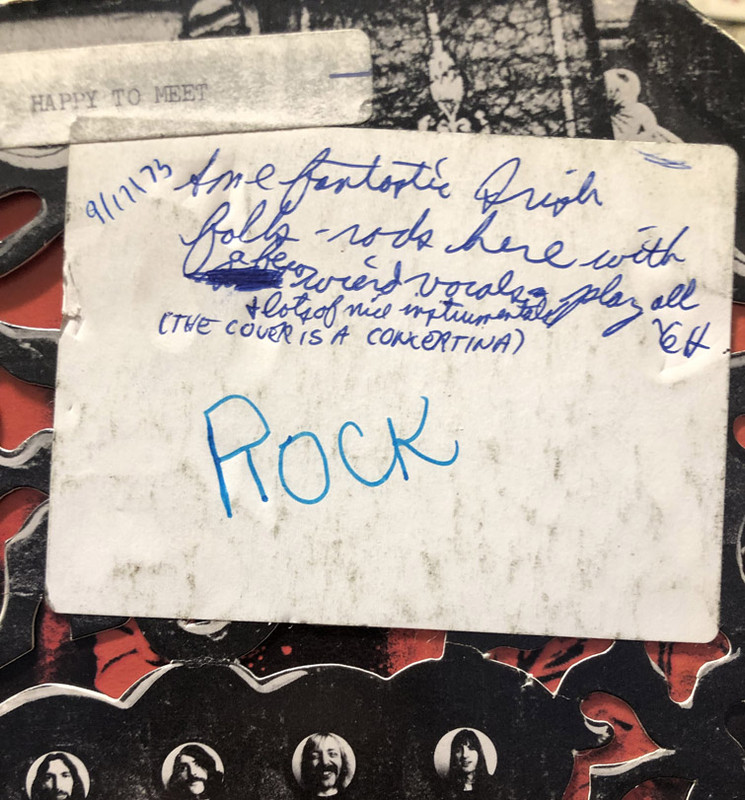 HAPPY TO MEET
9/17/73 Some fantastic Irish
folk-rock here with
a few weird vocals, play all
& lots of nice instrumentals
(THE COVER IS A CONCERTINA)
ROCK